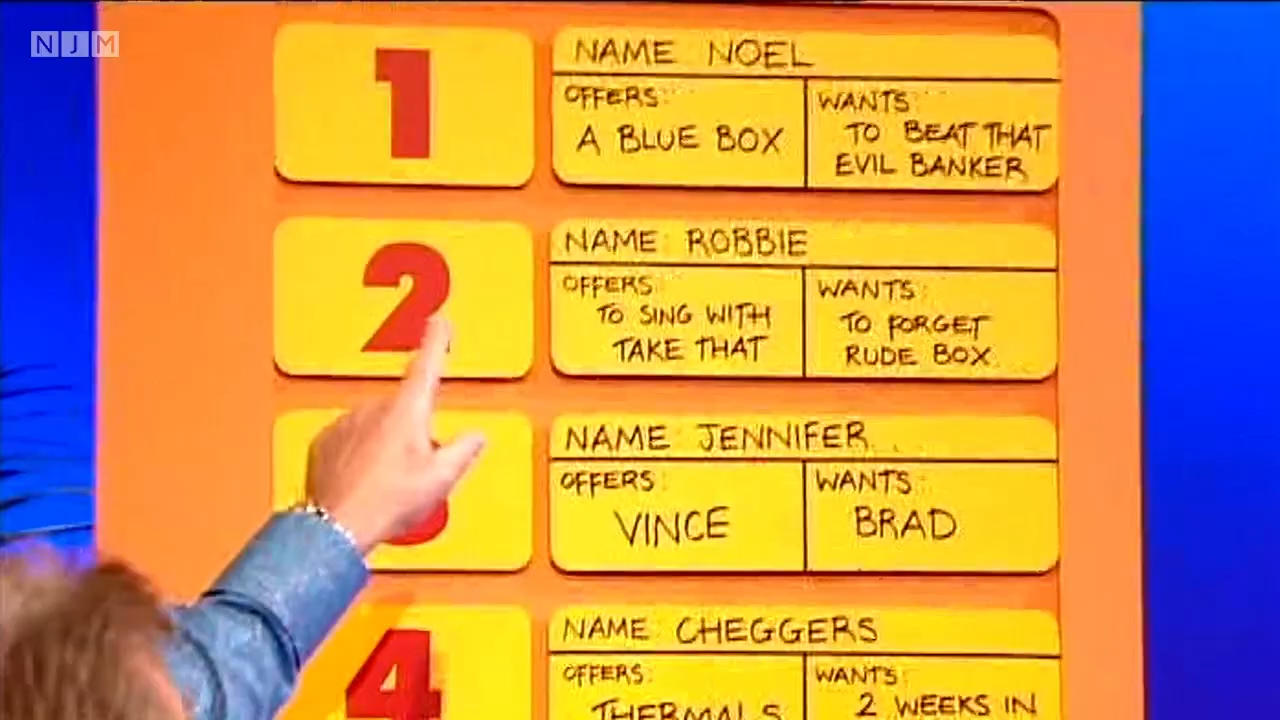 NJM
1
NAME NOEL
OFFERS:
A BLUE BOX
WANTS:
TO BEAT THAT
EVIL BANKER
2
NAME: ROBBIE
OFFERS:
TO SING WITH
TAKE THAT
WANTS:
TO FORGET
RUDE BOX
NAME JENNIFER
OFFERS:
VINCE
WANTS:
BRAD
4
NAME: CHEGGERS
OFFERS:
THERMALS
WANTS:
2 WEEKS IN